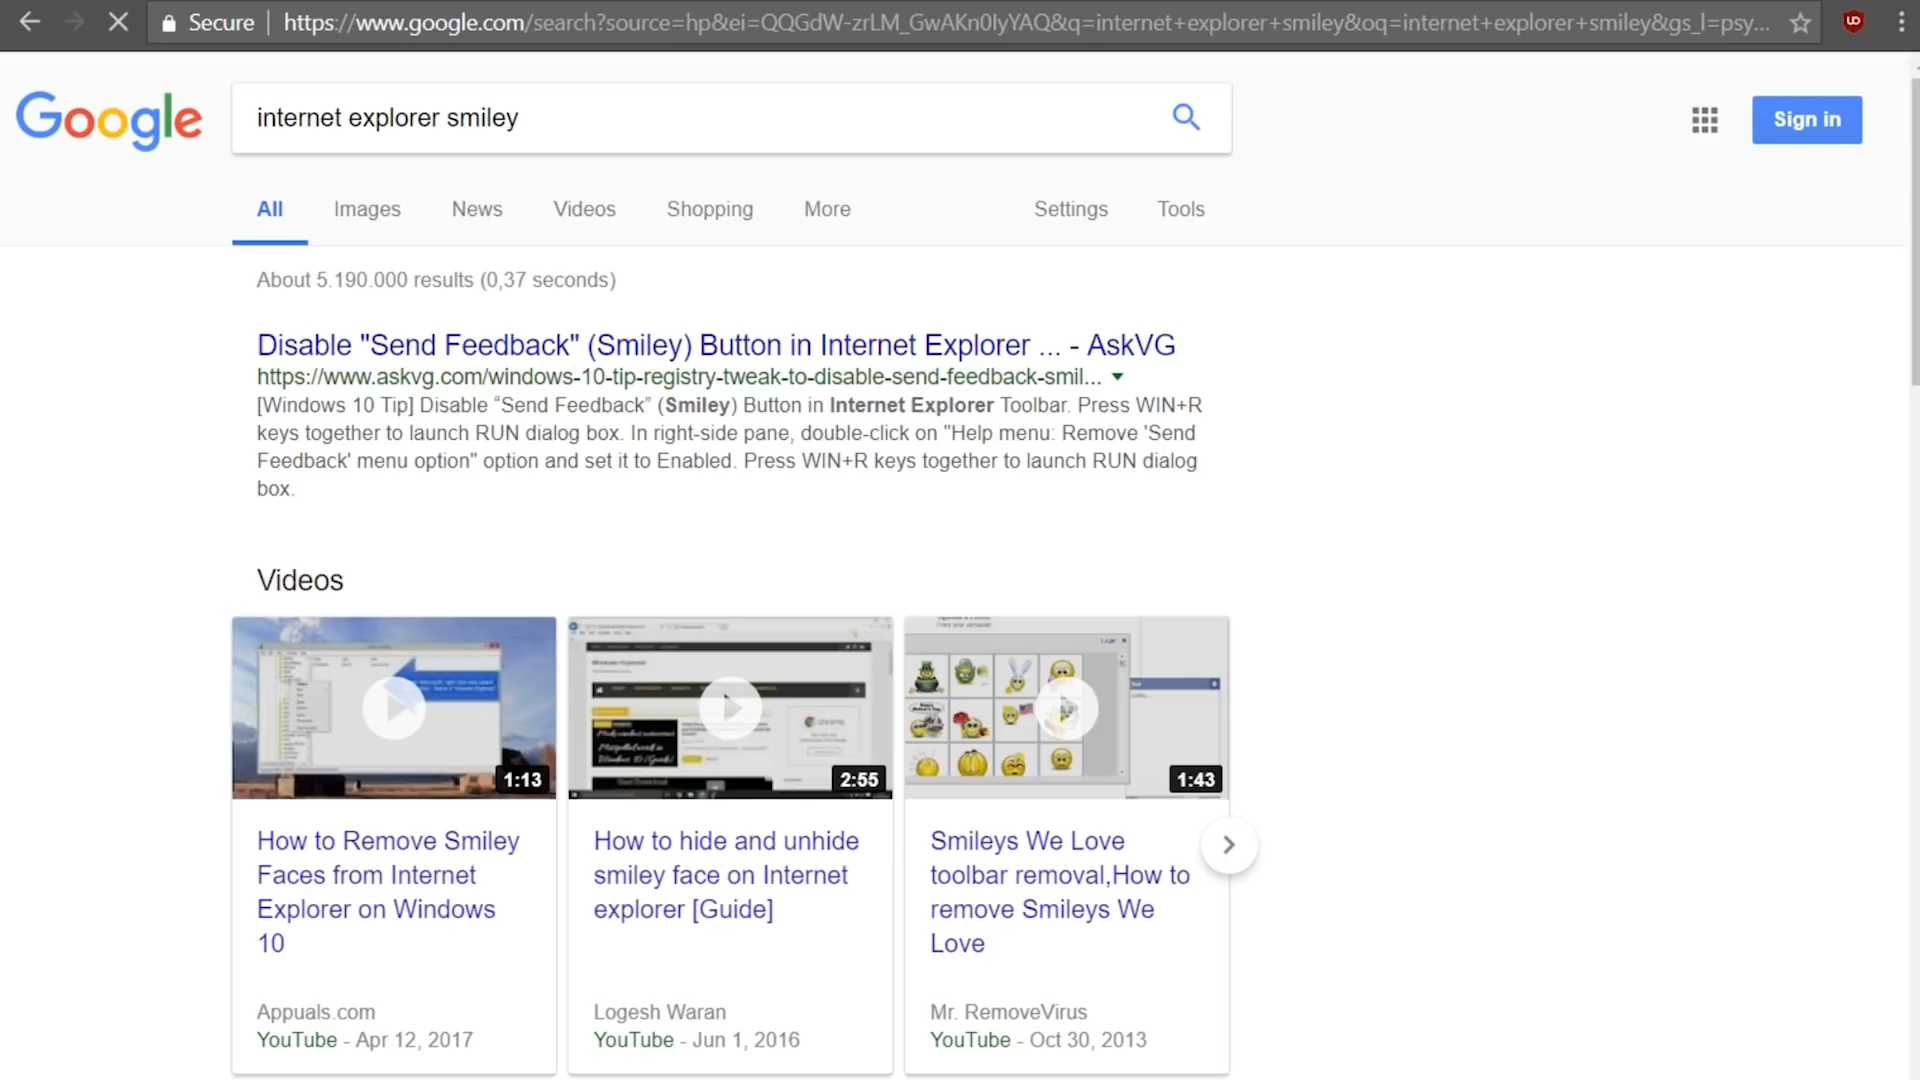 Secure
https://www.google.com/search?source=hp&ei=QQGdW-zrLM_GwAKn0IyYAQ&q=internet+explorer+smiley&oq=internet+explorer+smiley&gs_l=psy...
Google
internet explorer smiley
Sign in
All Images News Videos Shopping More Settings Tools
About 5.190.000 results (0,37 seconds)
Disable "Send Feedback" (Smiley) Button in Internet Explorer ... - AskVG
https://www.askvg.com/windows-10-tip-registry-tweak-to-disable-send-feedback-smil...
[Windows 10 Tip] Disable “Send Feedback” (Smiley) Button in Internet Explorer Toolbar. Press WIN+R
keys together to launch RUN dialog box. In right-side pane, double-click on "Help menu: Remove 'Send
Feedback' menu option" option and set it to Enabled. Press WIN+R keys together to launch RUN dialog
box.
Videos
1:13
2:55
1:43
How to Remove Smiley
Faces from Internet
Explorer on Windows
10
Appuals.com
YouTube - Apr 12, 2017
How to hide and unhide
smiley face on Internet
explorer [Guide]
Logesh Waran
YouTube - Jun 1, 2016
Smileys We Love
toolbar removal,How to
remove Smileys We
Love
Mr. RemoveVirus
YouTube - Oct 30, 2013